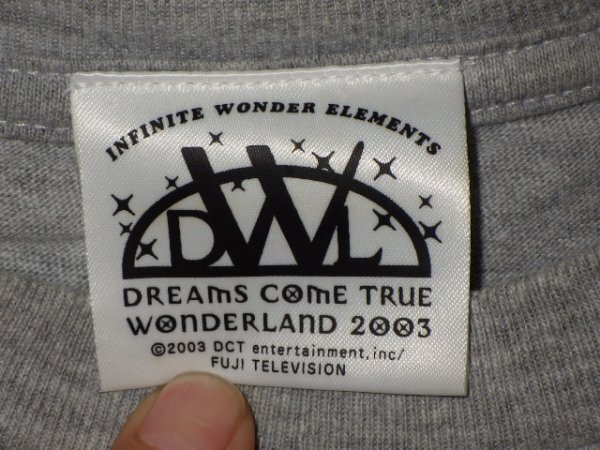 INFINITE WONDER ELEMENTS
DWL
DREAMS COME TRUE
WONDERLAND 2003
©2003 DCT entertainment.inc/
FUJI TELEVISION